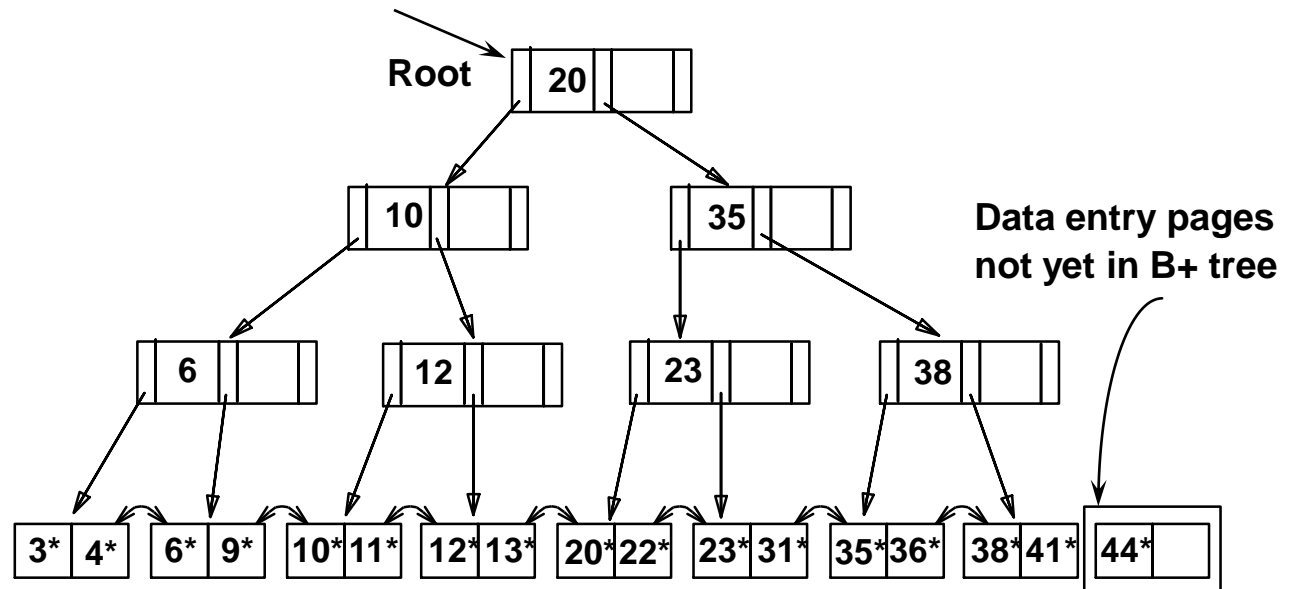 Root
20
10 35
Data entry pages
not yet in B+ tree
6 12 23 38
3* 4* 6* 9* 10* 11* 12* 13* 20* 22* 23* 31* 35* 36* 38* 41* 44*